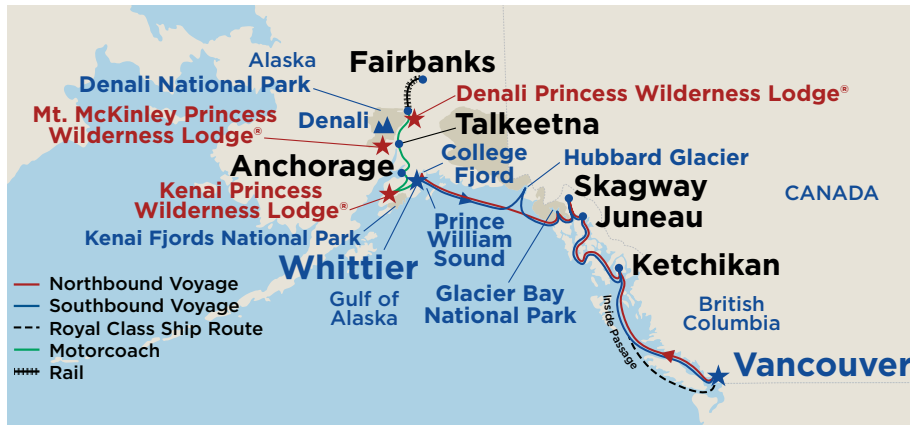 Alaska
Fairbanks
Denali National Park
Denali Princess Wilderness Lodge®
Mt. McKinley Princess
Wilderness Lodge®
Denali
Talkeetna
Anchorage
College
Fjord
Hubbard Glacier
Kenai Princess
Wilderness Lodge®
Skagway
CANADA
Juneau
Kenai Fjords National Park
Prince
William
Sound
Whittier
Ketchikan
Glacier Bay
National Park
Gulf of
Alaska
British
Columbia
Inside Passage
Vancouver
Northbound Voyage
Southbound Voyage
Royal Class Ship Route
Motorcoach
Rail